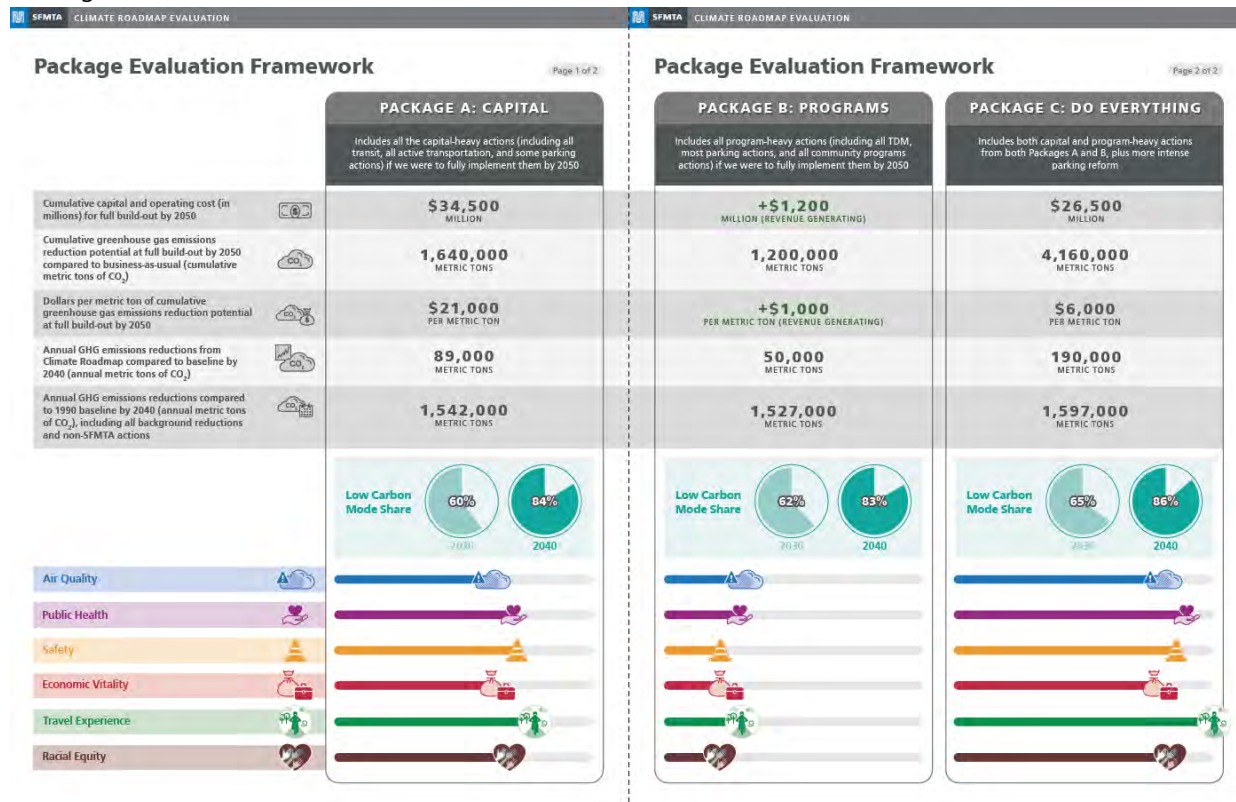 SFMTA CLIMATE ROADMAP EVALUATION
Package Evaluation Framework
Page 1 of 2
PACKAGE A: CAPITAL
Includes all the capital-heavy actions (including all
transit, all active transportation, and some parking
actions) if we were to fully implement them by 2050
Cumulative capital and operating cost (in
millions) for full build-out by 2050
$34,500
MILLION
Cumulative greenhouse gas emissions
reduction potential at full build-out by 2050
compared to business-as-usual (cumulative
metric tons of CO2)
CO2
1,640,000
METRIC TONS
Dollars per metric ton of cumulative
greenhouse gas emissions reduction potential
at full build-out by 2050
CO2
$21,000
PER METRIC TON
Annual GHG emissions reductions from
Climate Roadmap compared to baseline by
2040 (annual metric tons of CO2)
CO2
89,000
METRIC TONS
Annual GHG emissions reductions compared
to 1990 baseline by 2040 (annual metric tons
of CO2), including all background reductions
and non-SFMTA actions
CO2
1,542,000
METRIC TONS
Low Carbon
Mode Share
60%
84%
2030
2040
Air Quality
Public Health
Safety
Economic Vitality
Travel Experience
Racial Equity
SFMTA CLIMATE ROADMAP EVALUATION
Package Evaluation Framework
Page 2 of 2
PACKAGE B: PROGRAMS
Includes all program-heavy actions (including all TDM,
most parking actions, and all community programs
actions) if we were to fully implement them by 2050
+$1,200
MILLION (REVENUE GENERATING)
1,200,000
METRIC TONS
+$1,000
PER METRIC TON (REVENUE GENERATING)
50,000
METRIC TONS
1,527,000
METRIC TONS
Low Carbon
Mode Share
62%
83%
2030
2040
PACKAGE C: DO EVERYTHING
Includes both capital and program-heavy actions
from both Packages A and B, plus more intense
parking reform
$26,500
MILLION
4,160,000
METRIC TONS
$6,000
PER METRIC TON
190,000
METRIC TONS
1,597,000
METRIC TONS
Low Carbon
Mode Share
65%
86%
2030
2040